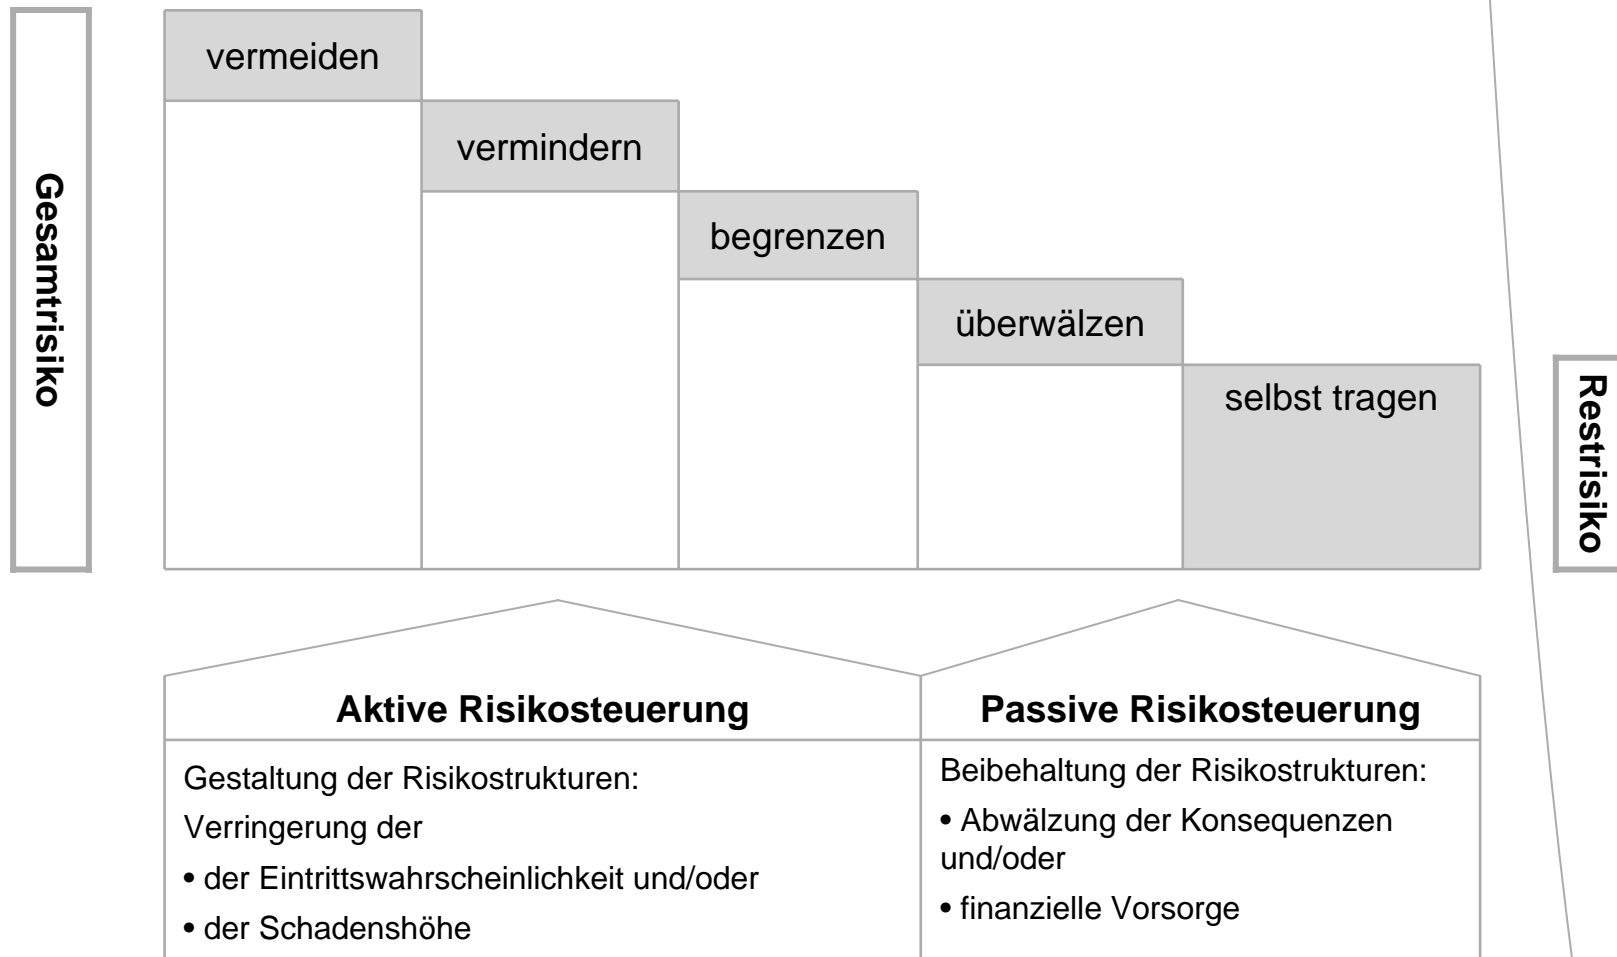 Gesamtrisiko
vermeiden
vermindern
begrenzen
überwälzen
selbst tragen
Restrisiko
Aktive Risikosteuerung
Gestaltung der Risikostrukturen:
Verringerung der
• der Eintrittswahrscheinlichkeit und/oder
• der Schadenshöhe
Passive Risikosteuerung
Beibehaltung der Risikostrukturen:
• Abwälzung der Konsequenzen
und/oder
• finanzielle Vorsorge